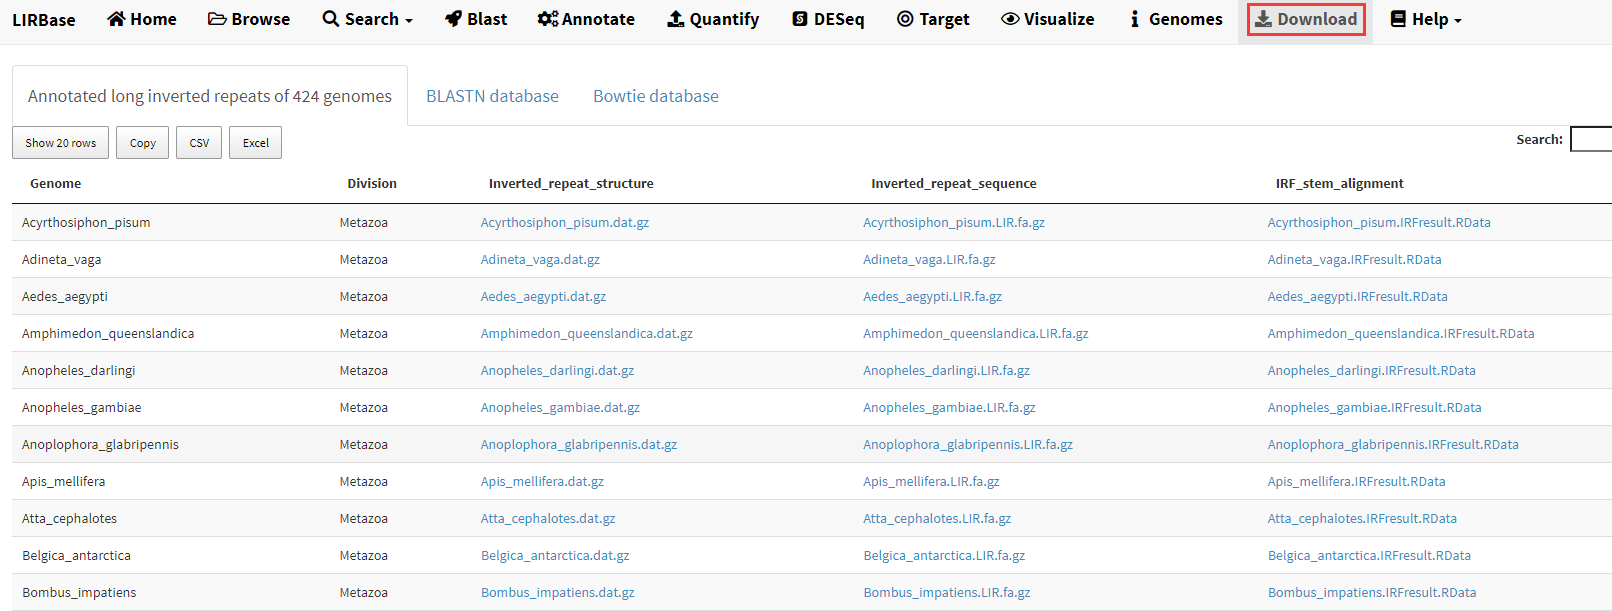 LIRBase Home Browse Search Blast Annotate Quantify DESeq Target Visualize Genomes Download Help
Annotated long inverted repeats of 424 genomes BLASTN database Bowtie database
Show 20 rows Copy CSV Excel Search:
Genome Division Inverted_repeat_structure Inverted_repeat_sequence IRF_stem_alignment
Acyrthosiphon_pisum Metazoa Acyrthosiphon_pisum.dat.gz Acyrthosiphon_pisum.LIR.fa.gz Acyrthosiphon_pisum.IRFresult.RData
Adineta_vaga Metazoa Adineta_vaga.dat.gz Adineta_vaga.LIR.fa.gz Adineta_vaga.IRFresult.RData
Aedes_aegypti Metazoa Aedes_aegypti.dat.gz Aedes_aegypti.LIR.fa.gz Aedes_aegypti.IRFresult.RData
Amphimedon_queenslandica Metazoa Amphimedon_queenslandica.dat.gz Amphimedon_queenslandica.LIR.fa.gz Amphimedon_queenslandica.IRFresult.RData
Anopheles_darlingi Metazoa Anopheles_darlingi.dat.gz Anopheles_darlingi.LIR.fa.gz Anopheles_darlingi.IRFresult.RData
Anopheles_gambiae Metazoa Anopheles_gambiae.dat.gz Anopheles_gambiae.LIR.fa.gz Anopheles_gambiae.IRFresult.RData
Anoplophora_glabripennis Metazoa Anoplophora_glabripennis.dat.gz Anoplophora_glabripennis.LIR.fa.gz Anoplophora_glabripennis.IRFresult.RData
Apis_mellifera Metazoa Apis_mellifera.dat.gz Apis_mellifera.LIR.fa.gz Apis_mellifera.IRFresult.RData
Atta_cephalotes Metazoa Atta_cephalotes.dat.gz Atta_cephalotes.LIR.fa.gz Atta_cephalotes.IRFresult.RData
Belgica_antarctica Metazoa Belgica_antarctica.dat.gz Belgica_antarctica.LIR.fa.gz Belgica_antarctica.IRFresult.RData
Bombus_impatiens Metazoa Bombus_impatiens.dat.gz Bombus_impatiens.LIR.fa.gz Bombus_impatiens.IRFresult.RData